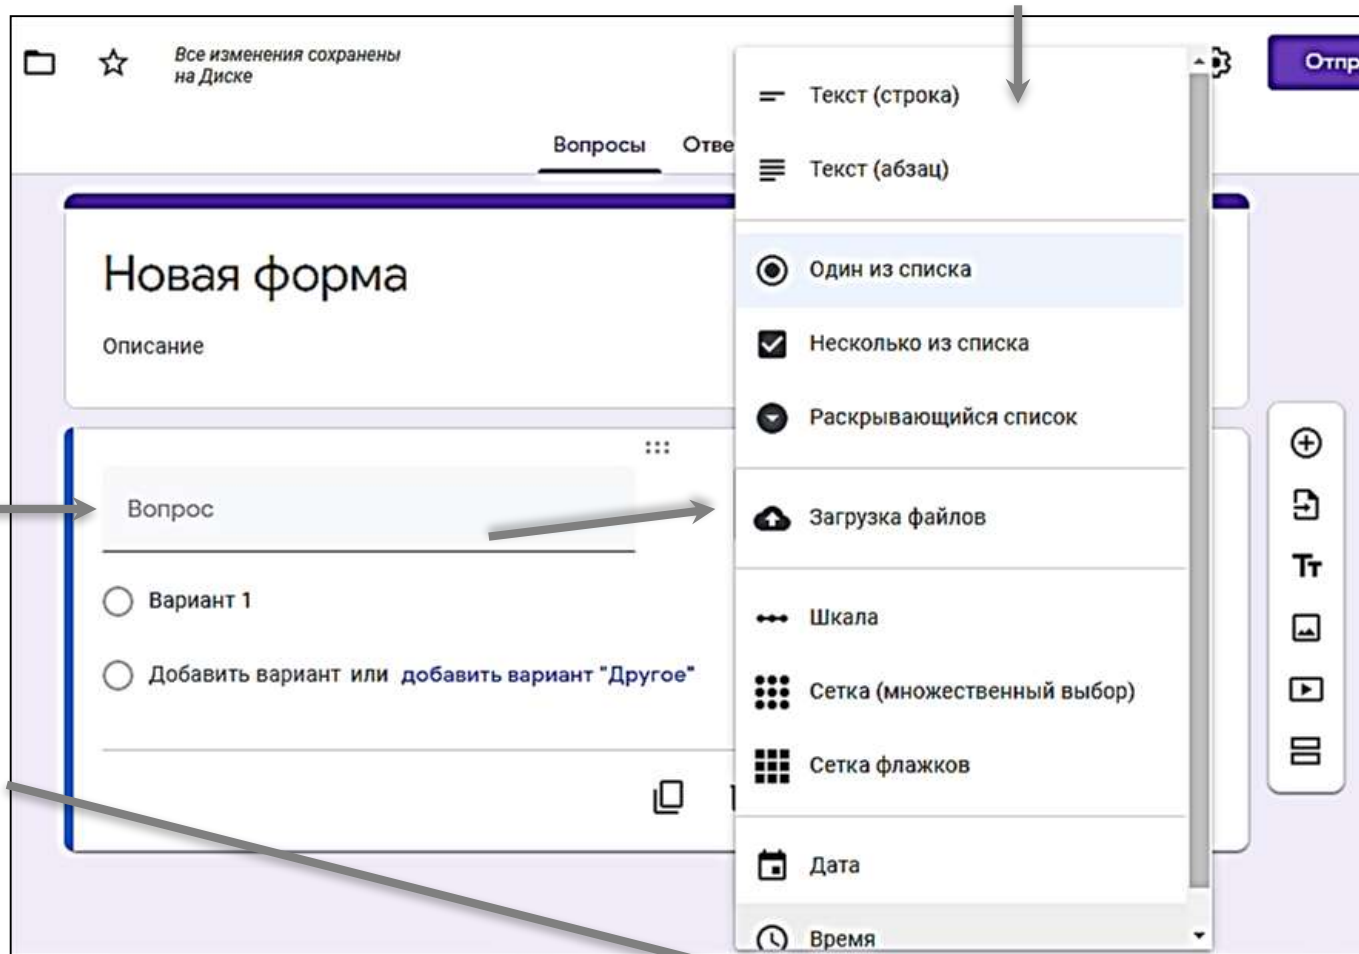 Все изменения сохранены
на Диске
Отпр
Вопросы Отве
Новая форма
Описание
Вопрос
Вариант 1
Добавить вариант или добавить вариант "Другое"
Текст (строка)
Текст (абзац)
Один из списка
Несколько из списка
Раскрывающийся список
Загрузка файлов
Шкала
Сетка (множественный выбор)
Сетка флажков
Дата
Время
Тт